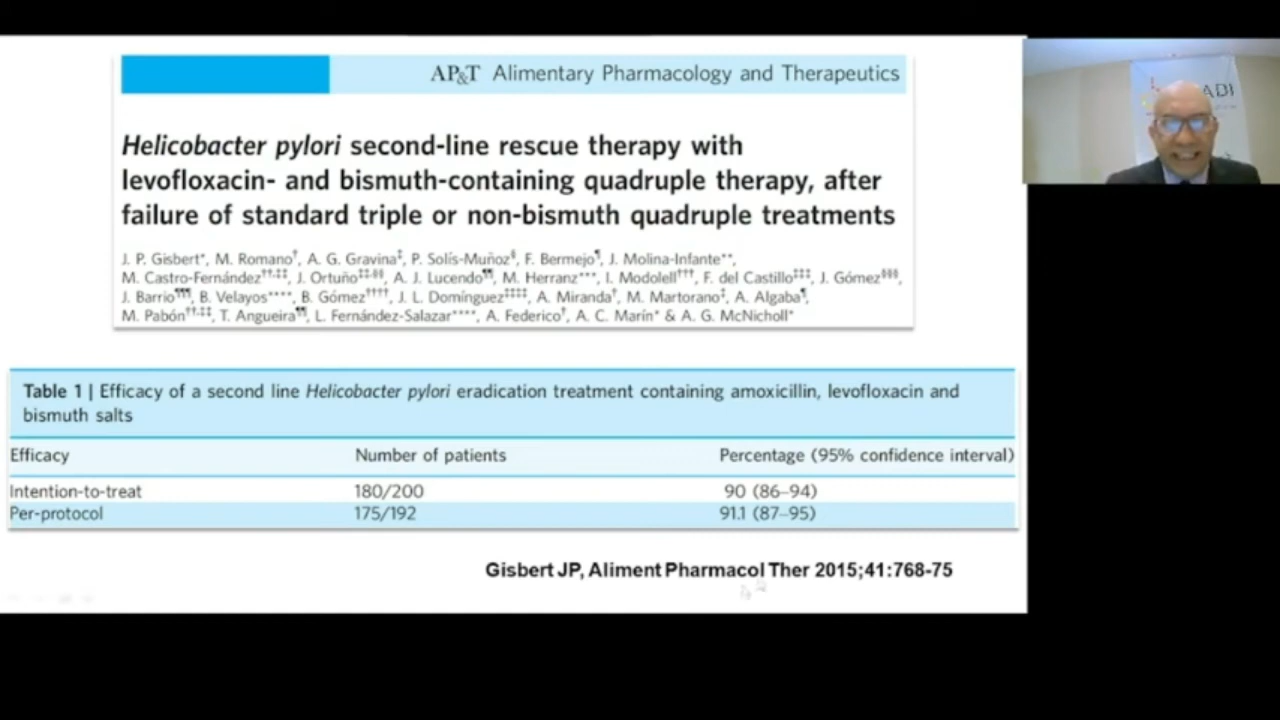 AP&T Alimentary Pharmacology and Therapeutics
Helicobacter pylori second-line rescue therapy with
levofloxacin- and bismuth-containing quadruple therapy, after
failure of standard triple or non-bismuth quadruple treatments
J. P. Gisbert*, M. Romano†, A. G. Gravina‡, P. Solís-Muñoz§, F. Bermejo¶, J. Molina-Infante**,
M. Castro-Fernández††,‡‡, J. Ortuño‡‡,§§, A. J. Lucendo¶¶, M. Herranz***, I. Modolell†††, F. del Castillo‡‡‡, J. Gómez§§§,
J. Barrio¶¶¶, B. Velayos****, B. Gómez††††, J. L. Domínguez‡‡‡‡, A. Miranda†, M. Martorano‡, A. Algaba¶,
M. Pabón††,‡‡, T. Angueira¶¶, L. Fernández-Salazar****, A. Federico†, A. C. Marín* & A. G. McNicholl*
Table 1 | Efficacy of a second line Helicobacter pylori eradication treatment containing amoxicillin, levofloxacin and
bismuth salts
Efficacy Number of patients Percentage (95% confidence interval)
Intention-to-treat 180/200 90 (86–94)
Per-protocol 175/192 91.1 (87–95)
Gisbert JP, Aliment Pharmacol Ther 2015;41:768-75
ADI